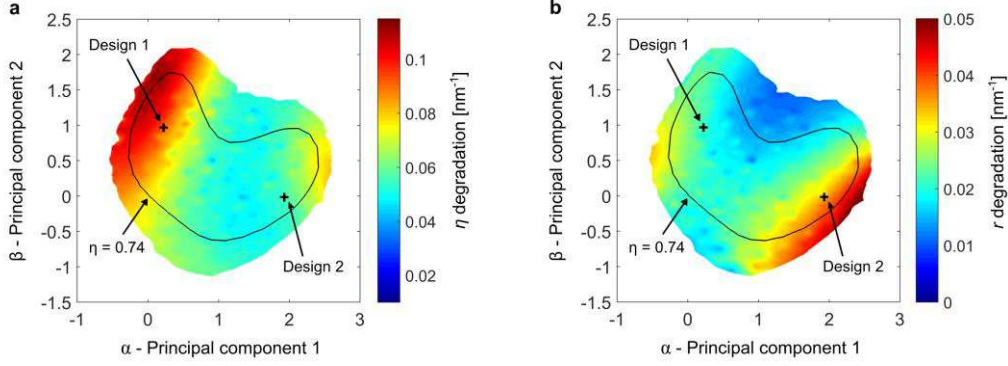 a
2.5
2
1.5
1
0.5
0
-0.5
-1
-1.5
-1
0
1
2
3
β - Principal component 2
α - Principal component 1
Design 1
Design 2
η = 0.74
0.1
0.08
0.06
0.04
0.02
η degradation [nm⁻¹]
b
2.5
2
1.5
1
0.5
0
-0.5
-1
-1.5
-1
0
1
2
3
β - Principal component 2
α - Principal component 1
Design 1
Design 2
η = 0.74
0.05
0.04
0.03
0.02
0.01
0
r degradation [nm⁻¹]